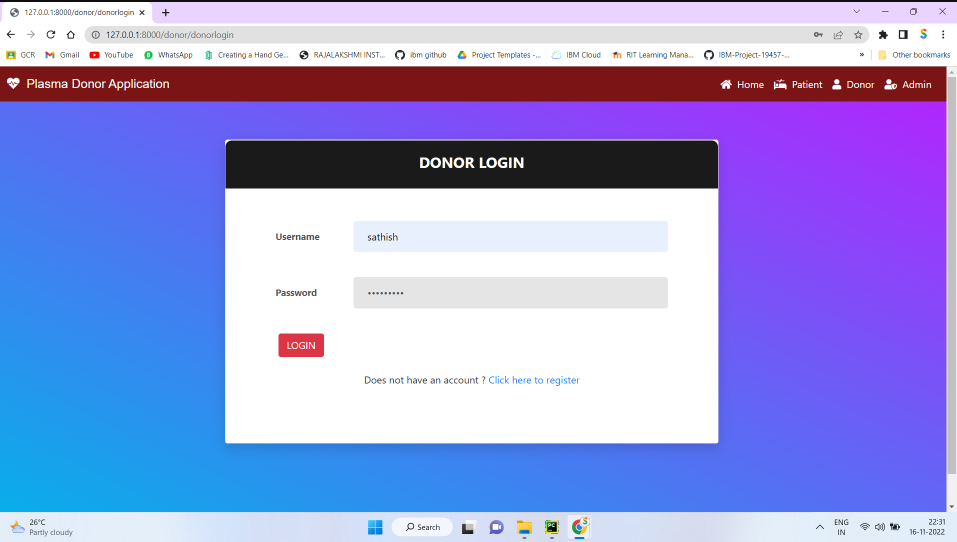 127.0.0.1:8000/donor/donorlogin
127.0.0.1:8000/donor/donorlogin
GCR Gmail YouTube WhatsApp Creating a Hand Ge... RAJALAKSHMI INST... ibm github Project Templates -... IBM Cloud RIT Learning Mana... IBM-Project-19457-... » Other bookmarks
Plasma Donor Application Home Patient Donor Admin
DONOR LOGIN
Username sathish
Password •••••••••
LOGIN
Does not have an account ? Click here to register
26°C
Partly cloudy
Search
ENG
IN
22:31
16-11-2022